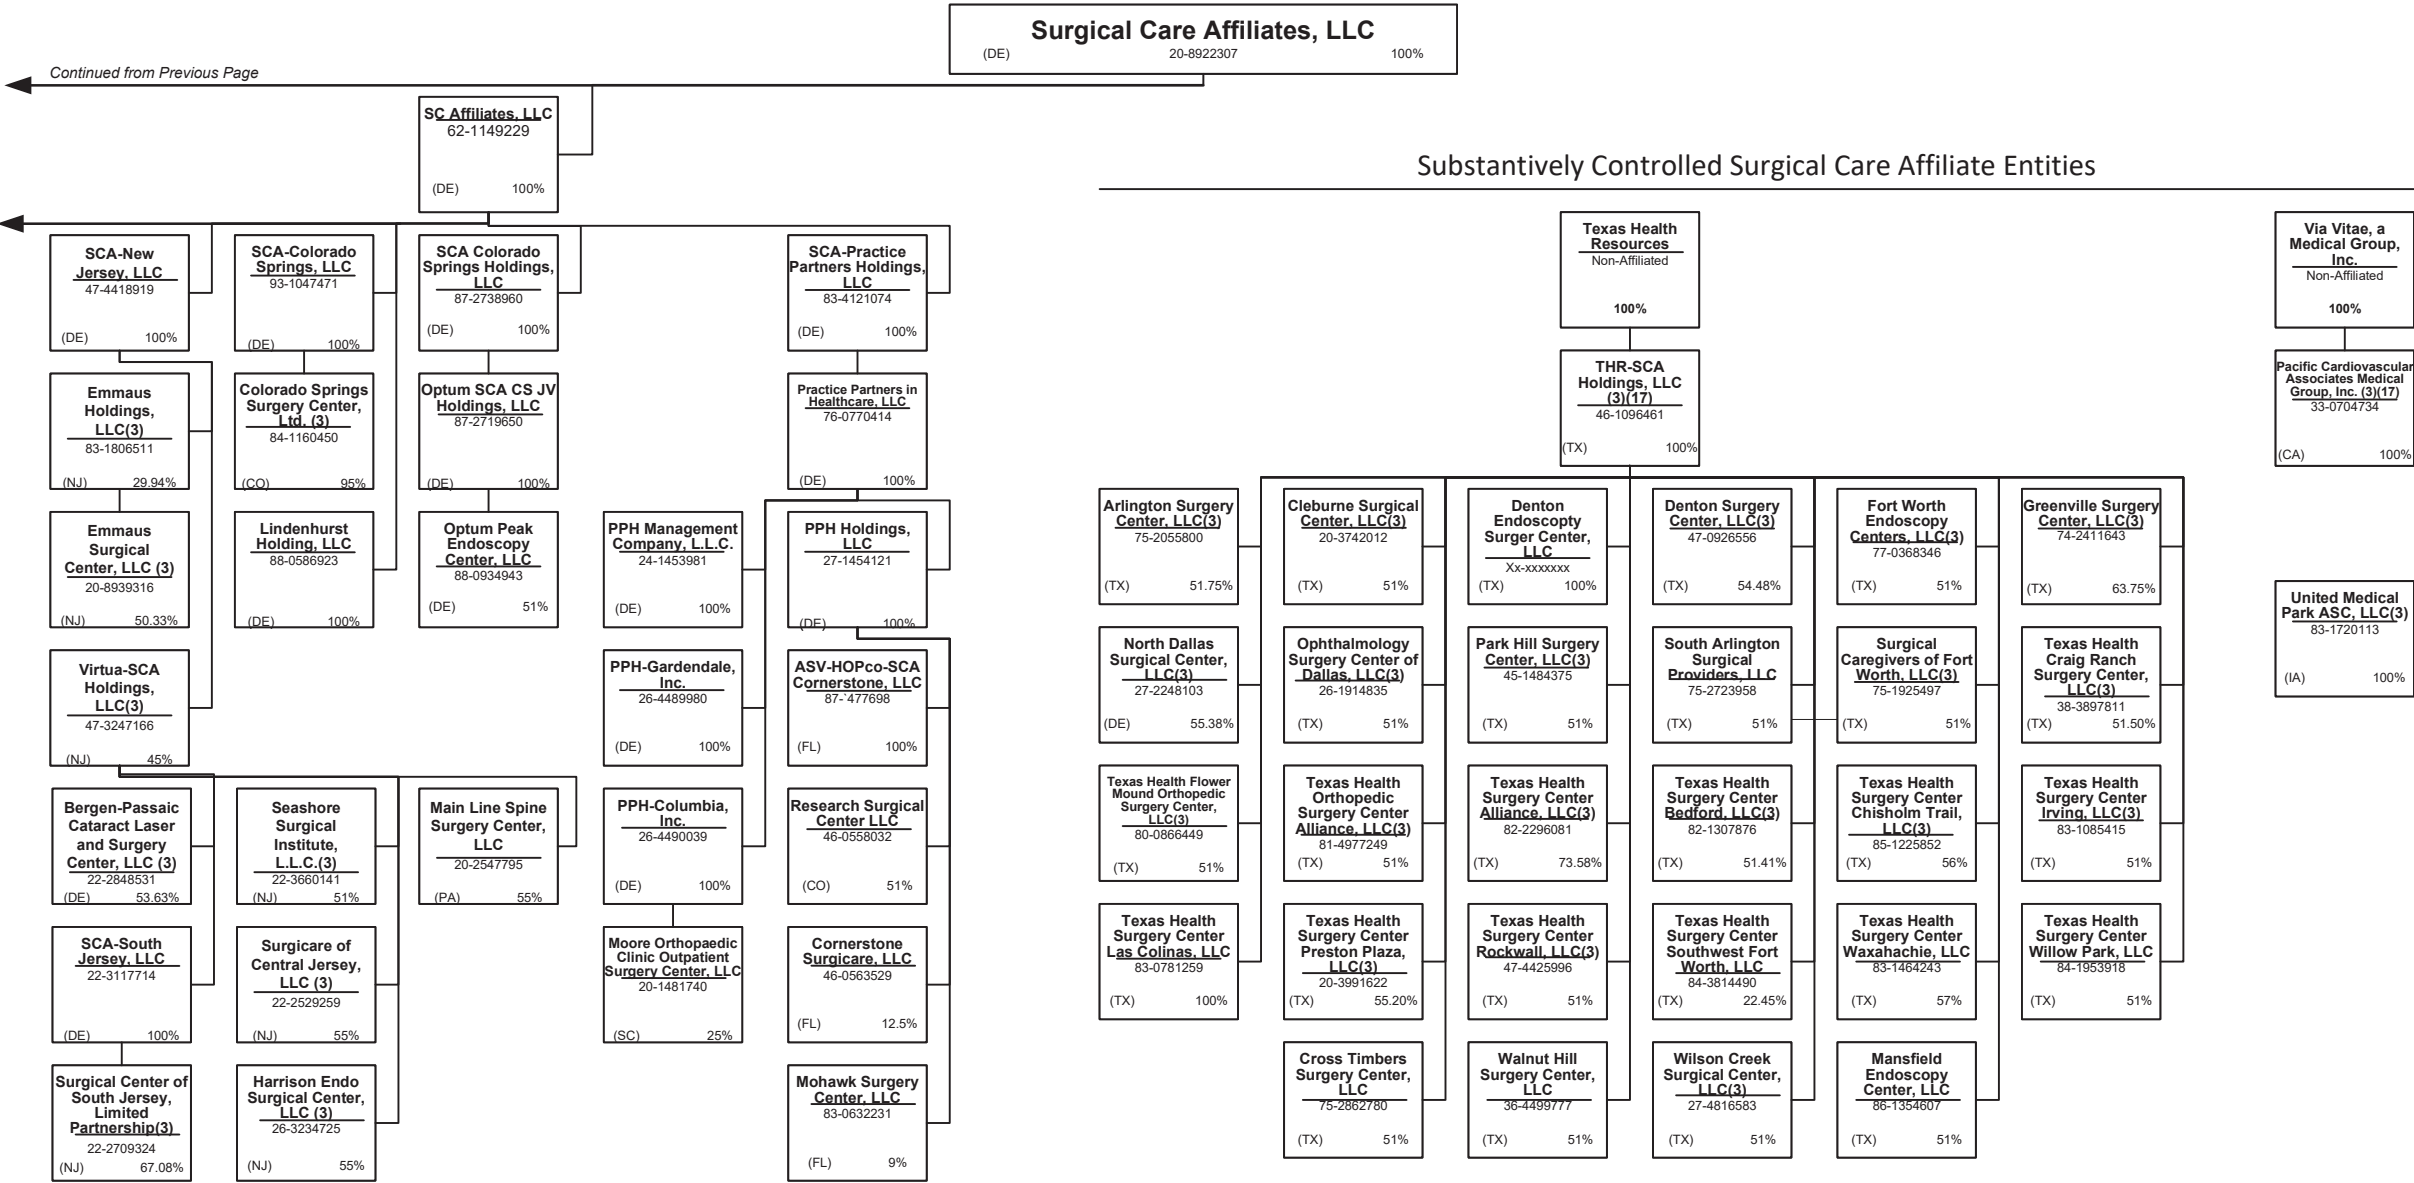 Surgical Care Affiliates, LLC
(DE) 20-8922307 100%
Continued from Previous Page
SC Affiliates, LLC
62-1149229
(DE) 100%
Substantively Controlled Surgical Care Affiliate Entities
SCA-New
Jersey, LLC
47-4418919
(DE) 100%
SCA-Colorado
Springs, LLC
93-1047471
(DE) 100%
SCA Colorado
Springs Holdings,
LLC
87-2738960
(DE) 100%
SCA-Practice
Partners Holdings,
LLC
83-4121074
(DE) 100%
Texas Health
Resources
Non-Affiliated
100%
Via Vitae, a
Medical Group,
Inc.
Non-Affiliated
100%
Emmaus
Holdings,
LLC(3)
83-1806511
(NJ) 29.94%
Colorado Springs
Surgery Center,
Ltd. (3)
84-1160450
(CO) 95%
Optum SCA CS JV
Holdings, LLC
87-2719650
(DE) 100%
Practice Partners in
Healthcare, LLC
76-0770414
(DE) 100%
THR-SCA
Holdings, LLC
(3)(17)
46-1096461
(TX) 100%
Pacific Cardiovascular
Associates Medical
Group, Inc. (3)(17)
33-0704734
(CA) 100%
Emmaus
Surgical
Center, LLC (3)
20-8939316
(NJ) 50.33%
Lindenhurst
Holding, LLC
88-0586923
(DE) 100%
Optum Peak
Endoscopy
Center, LLC
88-0934943
(DE) 51%
PPH Management
Company, L.L.C.
24-1453981
(DE) 100%
PPH Holdings,
LLC
27-1454121
(DE) 100%
Arlington Surgery
Center, LLC(3)
75-2055800
(TX) 51.75%
Cleburne Surgical
Center, LLC(3)
20-3742012
(TX) 51%
Denton
Endoscopty
Surger Center,
LLC
Xx-xxxxxxx
(TX) 100%
Denton Surgery
Center, LLC(3)
47-0926556
(TX) 54.48%
Fort Worth
Endoscopy
Centers, LLC(3)
77-0368346
(TX) 51%
Greenville Surgery
Center, LLC(3)
74-2411643
(TX) 63.75%
United Medical
Park ASC, LLC(3)
83-1720113
(IA) 100%
Virtua-SCA
Holdings,
LLC(3)
47-3247166
(NJ) 45%
PPH-Gardendale,
Inc.
26-4489980
(DE) 100%
ASV-HOPco-SCA
Cornerstone, LLC
87-`477698
(FL) 100%
North Dallas
Surgical Center,
LLC(3)
27-2248103
(DE) 55.38%
Ophthalmology
Surgery Center of
Dallas, LLC(3)
26-1914835
(TX) 51%
Park Hill Surgery
Center, LLC(3)
45-1484375
(TX) 51%
South Arlington
Surgical
Providers, LLC
75-2723958
(TX) 51%
Surgical
Caregivers of Fort
Worth, LLC(3)
75-1925497
(TX) 51%
Texas Health
Craig Ranch
Surgery Center,
LLC(3)
38-3897811
(TX) 51.50%
Bergen-Passaic
Cataract Laser
and Surgery
Center, LLC (3)
22-2848531
(DE) 53.63%
Seashore
Surgical
Institute,
L.L.C.(3)
22-3660141
(NJ) 51%
Main Line Spine
Surgery Center,
LLC
20-2547795
(PA) 55%
PPH-Columbia,
Inc.
26-4490039
(DE) 100%
Research Surgical
Center LLC
46-0558032
(CO) 51%
Texas Health Flower
Mound Orthopedic
Surgery Center,
LLC(3)
80-0866449
(TX) 51%
Texas Health
Orthopedic
Surgery Center
Alliance, LLC(3)
81-4977249
(TX) 51%
Texas Health
Surgery Center
Alliance, LLC(3)
82-2296081
(TX) 73.58%
Texas Health
Surgery Center
Bedford, LLC(3)
82-1307876
(TX) 51.41%
Texas Health
Surgery Center
Chisholm Trail,
LLC(3)
85-1225852
(TX) 56%
Texas Health
Surgery Center
Irving, LLC(3)
83-1085415
(TX) 51%
SCA-South
Jersey, LLC
22-3117714
(DE) 100%
Surgicare of
Central Jersey,
LLC (3)
22-2529259
(NJ) 55%
Moore Orthopaedic
Clinic Outpatient
Surgery Center, LLC
20-1481740
(SC) 25%
Cornerstone
Surgicare, LLC
46-0563529
(FL) 12.5%
Texas Health
Surgery Center
Las Colinas, LLC
83-0781259
(TX) 100%
Texas Health
Surgery Center
Preston Plaza,
LLC(3)
20-3991622
(TX) 55.20%
Texas Health
Surgery Center
Rockwall, LLC(3)
47-4425996
(TX) 51%
Texas Health
Surgery Center
Southwest Fort
Worth, LLC
84-3814490
(TX) 22.45%
Texas Health
Surgery Center
Waxahachie, LLC
83-1464243
(TX) 57%
Texas Health
Surgery Center
Willow Park, LLC
84-1953918
(TX) 51%
Surgical Center of
South Jersey,
Limited
Partnership(3)
22-2709324
(NJ) 67.08%
Harrison Endo
Surgical Center,
LLC (3)
26-3234725
(NJ) 55%
Mohawk Surgery
Center, LLC
83-0632231
(FL) 9%
Cross Timbers
Surgery Center,
LLC
75-2862780
(TX) 51%
Walnut Hill
Surgery Center,
LLC
36-4499777
(TX) 51%
Wilson Creek
Surgical Center,
LLC(3)
27-4816583
(TX) 51%
Mansfield
Endoscopy
Center, LLC
86-1354607
(TX) 51%